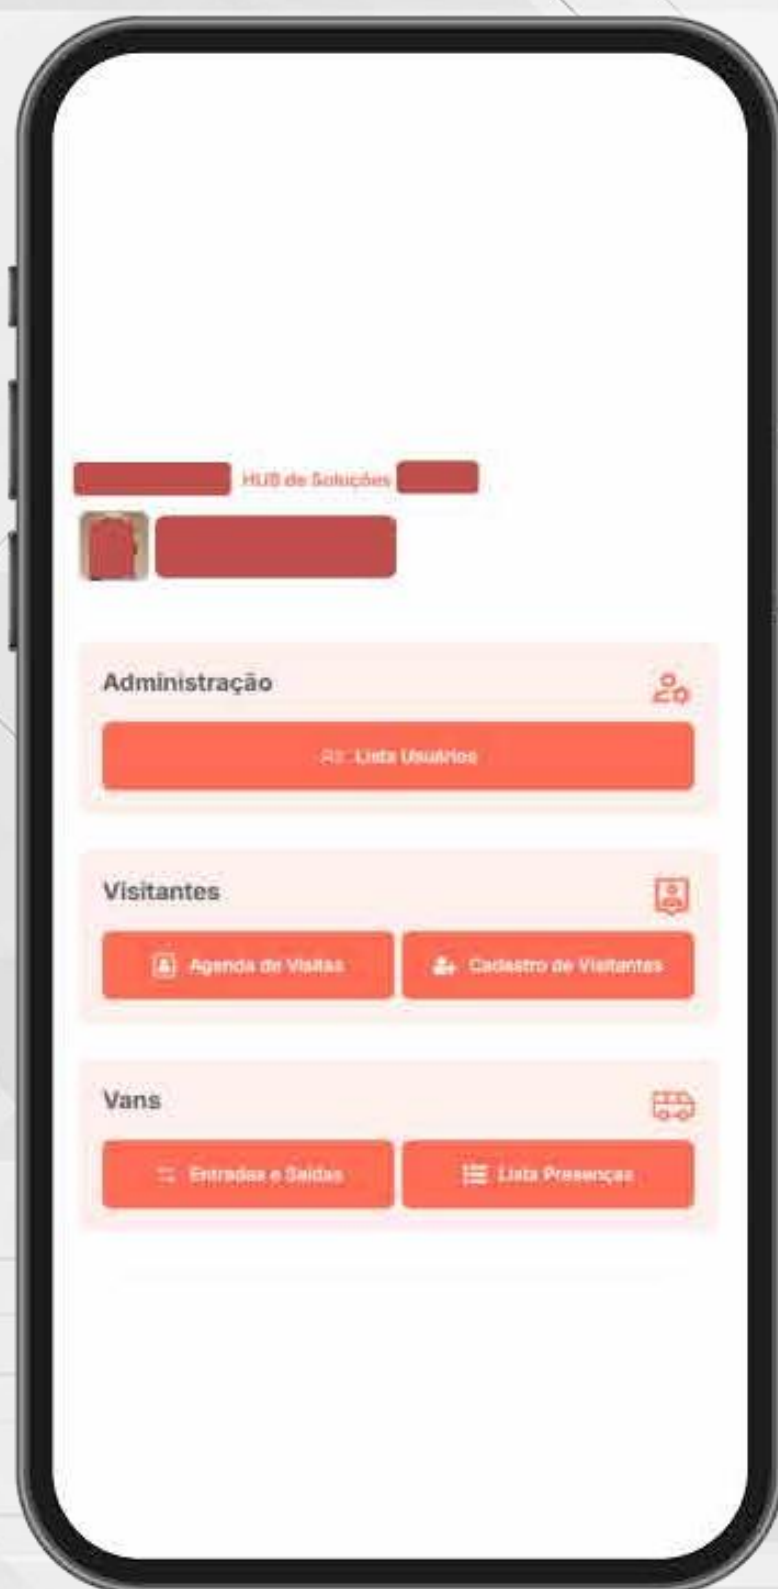 HUB de Soluções
Administração
Lista Usuários
Visitantes
Agenda de Visitas Cadastro de Visitantes
Vans
Entradas e Saídas Lista Presenças